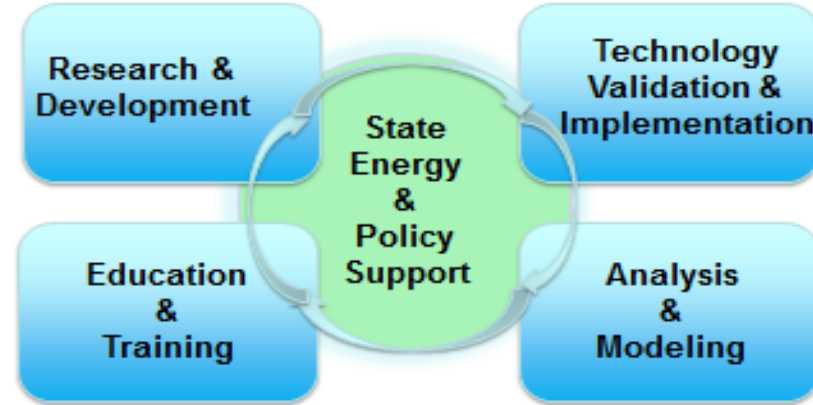 Research &
Development
Technology
Validation &
Implementation
State
Energy
&
Policy
Support
Education
&
Training
Analysis
&
Modeling